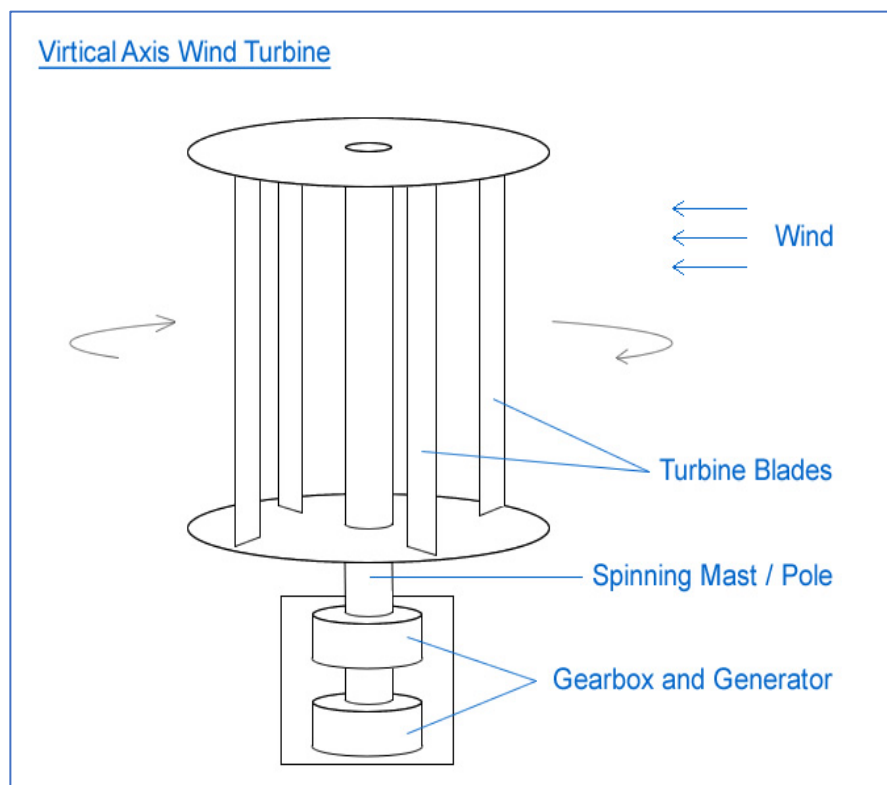 Virtical Axis Wind Turbine
Wind
Turbine Blades
Spinning Mast / Pole
Gearbox and Generator